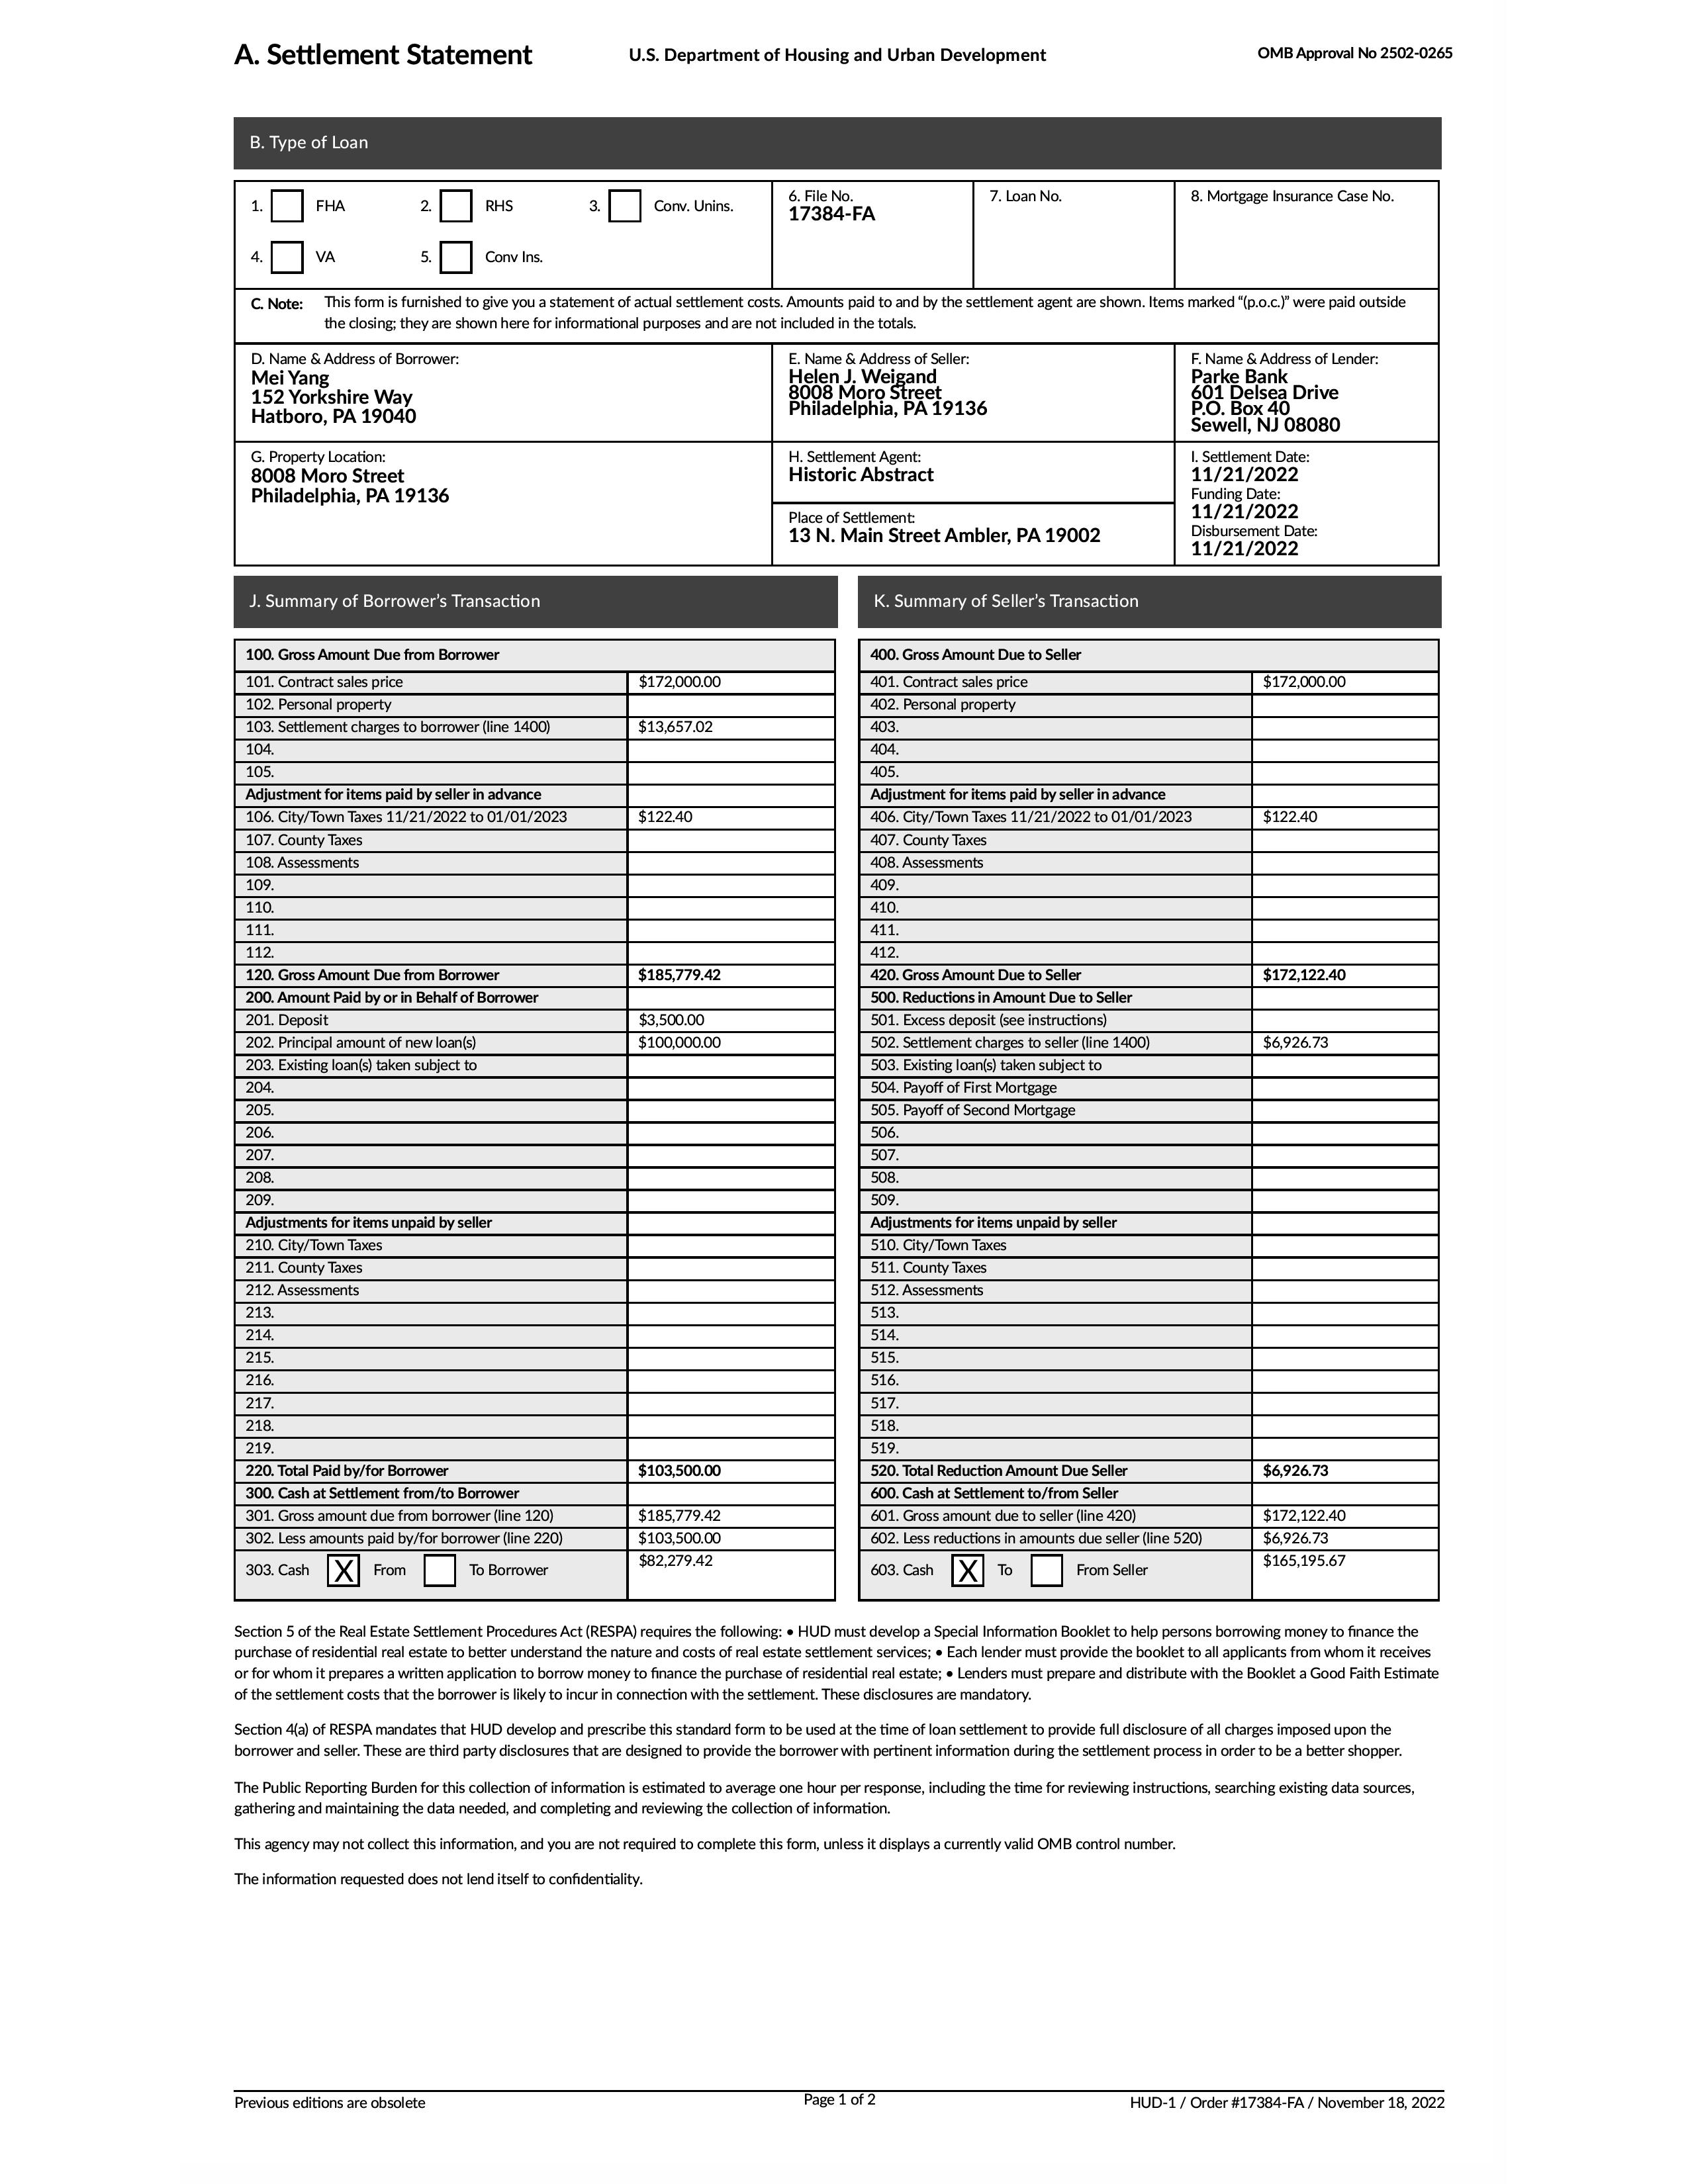 A. Settlement Statement
U.S. Department of Housing and Urban Development
OMB Approval No 2502-0265
B. Type of Loan
1. FHA 2. RHS 3. Conv. Unins.
4. VA 5. Conv Ins.
6. File No.
17384-FA
7. Loan No.
8. Mortgage Insurance Case No.
C. Note: This form is furnished to give you a statement of actual settlement costs. Amounts paid to and by the settlement agent are shown. Items marked “(p.o.c.)” were paid outside
the closing; they are shown here for informational purposes and are not included in the totals.
D. Name & Address of Borrower:
Mei Yang
152 Yorkshire Way
Hatboro, PA 19040
E. Name & Address of Seller:
Helen J. Weigand
8008 Moro Street
Philadelphia, PA 19136
F. Name & Address of Lender:
Parke Bank
601 Delsea Drive
P.O. Box 40
Sewell, NJ 08080
G. Property Location:
8008 Moro Street
Philadelphia, PA 19136
H. Settlement Agent:
Historic Abstract
Place of Settlement:
13 N. Main Street Ambler, PA 19002
I. Settlement Date:
11/21/2022
Funding Date:
11/21/2022
Disbursement Date:
11/21/2022
J. Summary of Borrower’s Transaction
100. Gross Amount Due from Borrower
101. Contract sales price $172,000.00
102. Personal property
103. Settlement charges to borrower (line 1400) $13,657.02
104.
105.
Adjustment for items paid by seller in advance
106. City/Town Taxes 11/21/2022 to 01/01/2023 $122.40
107. County Taxes
108. Assessments
109.
110.
111.
112.
120. Gross Amount Due from Borrower $185,779.42
200. Amount Paid by or in Behalf of Borrower
201. Deposit $3,500.00
202. Principal amount of new loan(s) $100,000.00
203. Existing loan(s) taken subject to
204.
205.
206.
207.
208.
209.
Adjustments for items unpaid by seller
210. City/Town Taxes
211. County Taxes
212. Assessments
213.
214.
215.
216.
217.
218.
219.
220. Total Paid by/for Borrower $103,500.00
300. Cash at Settlement from/to Borrower
301. Gross amount due from borrower (line 120) $185,779.42
302. Less amounts paid by/for borrower (line 220) $103,500.00
303. Cash X From To Borrower $82,279.42
K. Summary of Seller’s Transaction
400. Gross Amount Due to Seller
401. Contract sales price $172,000.00
402. Personal property
403.
404.
405.
Adjustment for items paid by seller in advance
406. City/Town Taxes 11/21/2022 to 01/01/2023 $122.40
407. County Taxes
408. Assessments
409.
410.
411.
412.
420. Gross Amount Due to Seller $172,122.40
500. Reductions in Amount Due to Seller
501. Excess deposit (see instructions)
502. Settlement charges to seller (line 1400) $6,926.73
503. Existing loan(s) taken subject to
504. Payoff of First Mortgage
505. Payoff of Second Mortgage
506.
507.
508.
509.
Adjustments for items unpaid by seller
510. City/Town Taxes
511. County Taxes
512. Assessments
513.
514.
515.
516.
517.
518.
519.
520. Total Reduction Amount Due Seller $6,926.73
600. Cash at Settlement to/from Seller
601. Gross amount due to seller (line 420) $172,122.40
602. Less reductions in amounts due seller (line 520) $6,926.73
603. Cash X To From Seller $165,195.67
Section 5 of the Real Estate Settlement Procedures Act (RESPA) requires the following: • HUD must develop a Special Information Booklet to help persons borrowing money to finance the
purchase of residential real estate to better understand the nature and costs of real estate settlement services; • Each lender must provide the booklet to all applicants from whom it receives
or for whom it prepares a written application to borrow money to finance the purchase of residential real estate; • Lenders must prepare and distribute with the Booklet a Good Faith Estimate
of the settlement costs that the borrower is likely to incur in connection with the settlement. These disclosures are mandatory.
Section 4(a) of RESPA mandates that HUD develop and prescribe this standard form to be used at the time of loan settlement to provide full disclosure of all charges imposed upon the
borrower and seller. These are third party disclosures that are designed to provide the borrower with pertinent information during the settlement process in order to be a better shopper.
The Public Reporting Burden for this collection of information is estimated to average one hour per response, including the time for reviewing instructions, searching existing data sources,
gathering and maintaining the data needed, and completing and reviewing the collection of information.
This agency may not collect this information, and you are not required to complete this form, unless it displays a currently valid OMB control number.
The information requested does not lend itself to confidentiality.
Previous editions are obsolete
Page 1 of 2
HUD-1 / Order #17384-FA / November 18, 2022